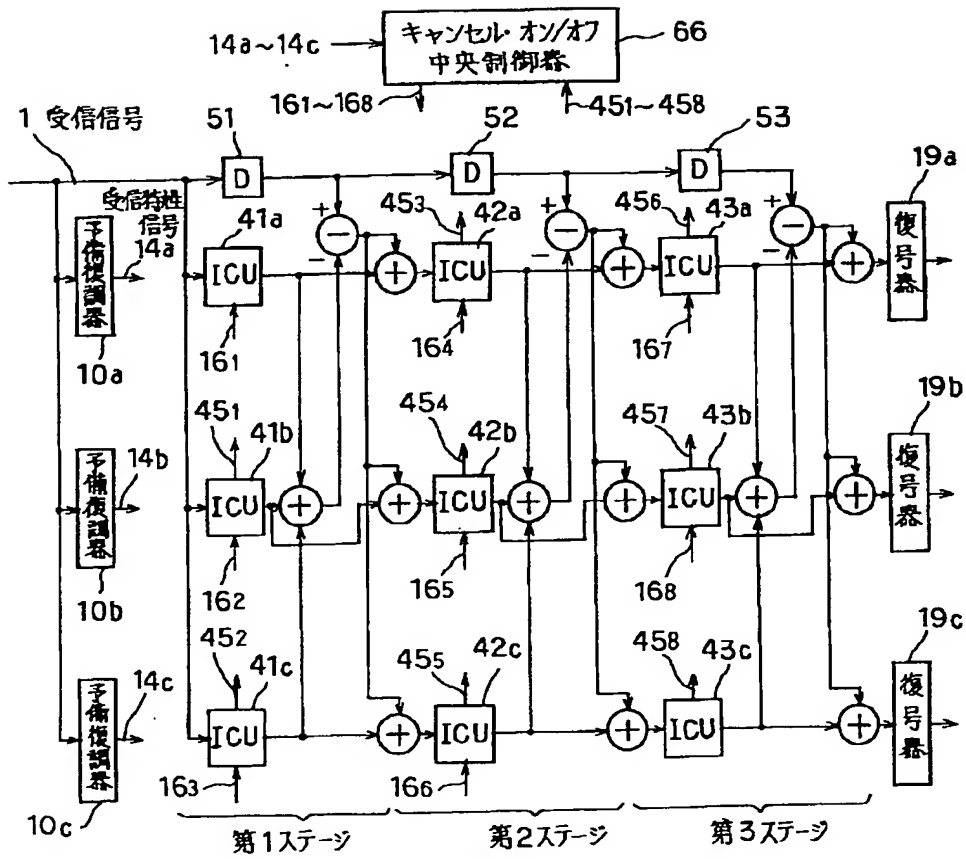 14a~14c
キャンセル・オン/オフ
中央制御器
66
161~168
451~458
1 受信信号
51
52
53
D
D
D
19a
受信特性
信号
14a
41a
453
42a
456
43a
+
−
−
+
−
−
+
−
−
予備復調器
ICU
+
ICU
+
ICU
+
復号器
10a
161
164
167
19b
451
41b
454
42b
457
43b
14b
予備復調器
ICU
+
+
ICU
+
+
ICU
+
+
復号器
10b
162
165
168
19c
452
41c
455
42c
458
43c
14c
予備復調器
ICU
+
ICU
+
ICU
+
復号器
10c
163
166
第1ステージ
第2ステージ
第3ステージ